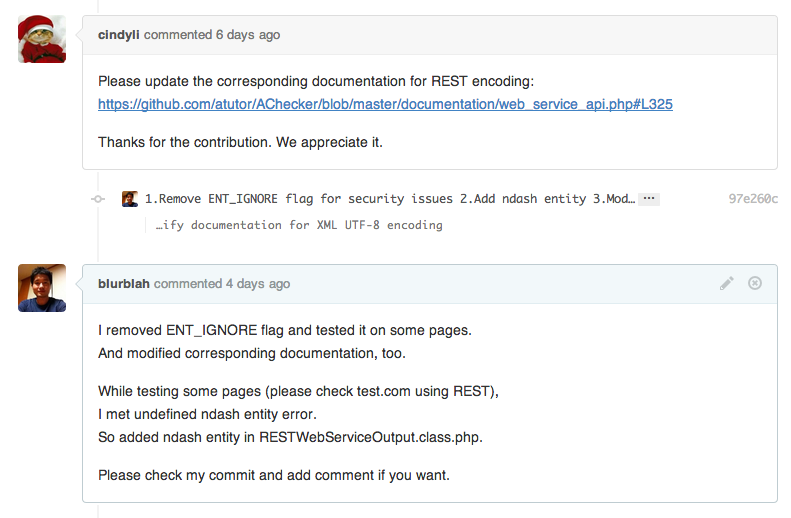 cindyli commented 6 days ago
Please update the corresponding documentation for REST encoding:
https://github.com/atutor/AChecker/blob/master/documentation/web_service_api.php#L325
Thanks for the contribution. We appreciate it.
1.Remove ENT_IGNORE flag for security issues 2.Add ndash entity 3.Mod… ... 97e260c
…ify documentation for XML UTF-8 encoding
blurblah commented 4 days ago
I removed ENT_IGNORE flag and tested it on some pages.
And modified corresponding documentation, too.
While testing some pages (please check test.com using REST),
I met undefined ndash entity error.
So added ndash entity in RESTWebServiceOutput.class.php.
Please check my commit and add comment if you want.